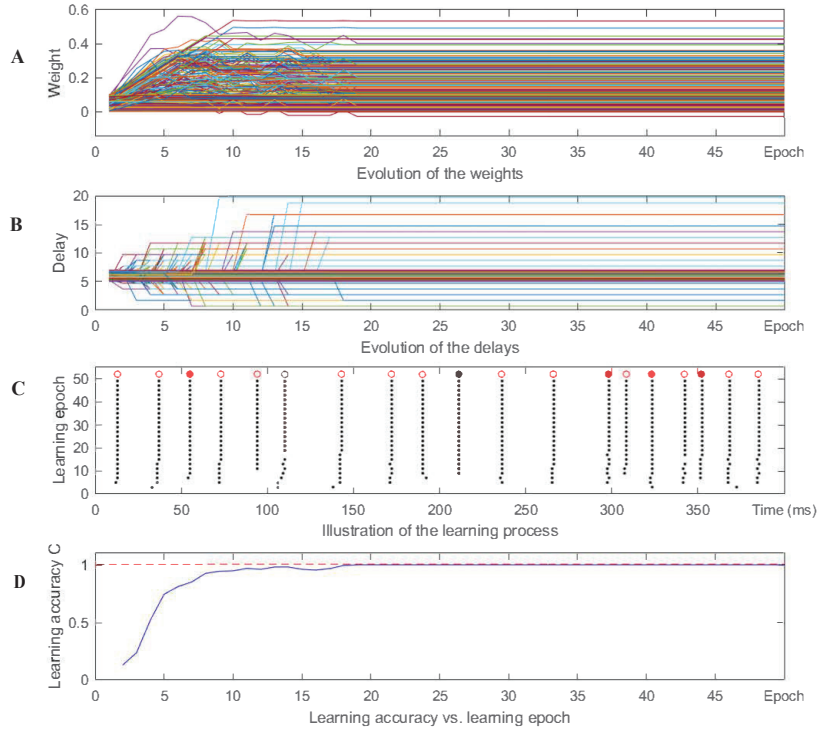 A
Weight
0.6
0.4
0.2
0
0 5 10 15 20 25 30 35 40 45 Epoch
Evolution of the weights
B
Delay
20
15
10
5
0
0 5 10 15 20 25 30 35 40 45 Epoch
Evolution of the delays
C
Learning epoch
50
40
30
20
10
0
0 50 100 150 200 250 300 350 Time (ms)
Illustration of the learning process
D
Learning accuracy C
1
0.5
0
0 5 10 15 20 25 30 35 40 45 Epoch
Learning accuracy vs. learning epoch